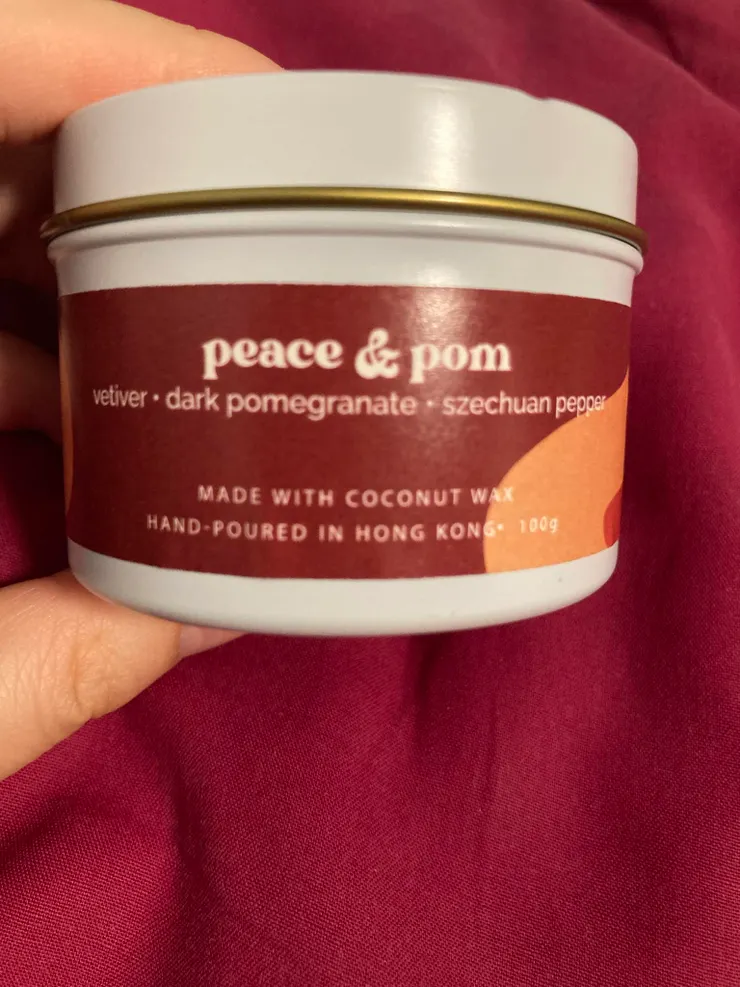 peace & pom
vetiver • dark pomegranate • szechuan pepper
MADE WITH COCONUT WAX
HAND-POURED IN HONG KONG • 100g